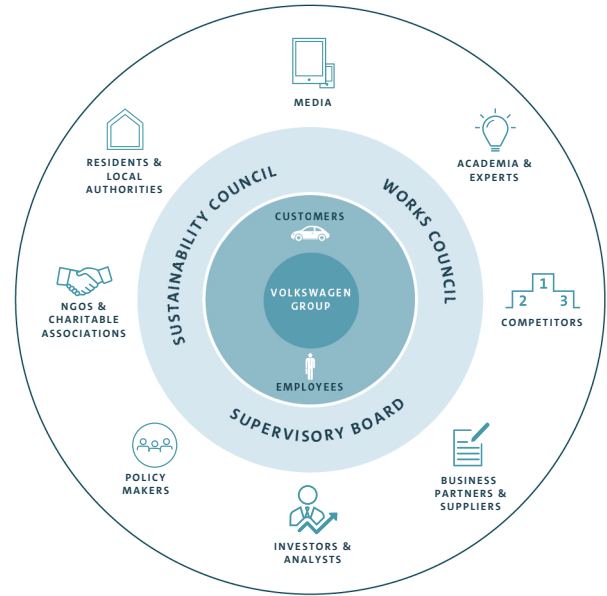 MEDIA
RESIDENTS &
LOCAL
AUTHORITIES
ACADEMIA &
EXPERTS
SUSTAINABILITY COUNCIL
WORKS COUNCIL
CUSTOMERS
VOLKSWAGEN
GROUP
NGOS &
CHARITABLE
ASSOCIATIONS
1
2
3
COMPETITORS
EMPLOYEES
SUPERVISORY BOARD
POLICY
MAKERS
BUSINESS
PARTNERS &
SUPPLIERS
INVESTORS &
ANALYSTS